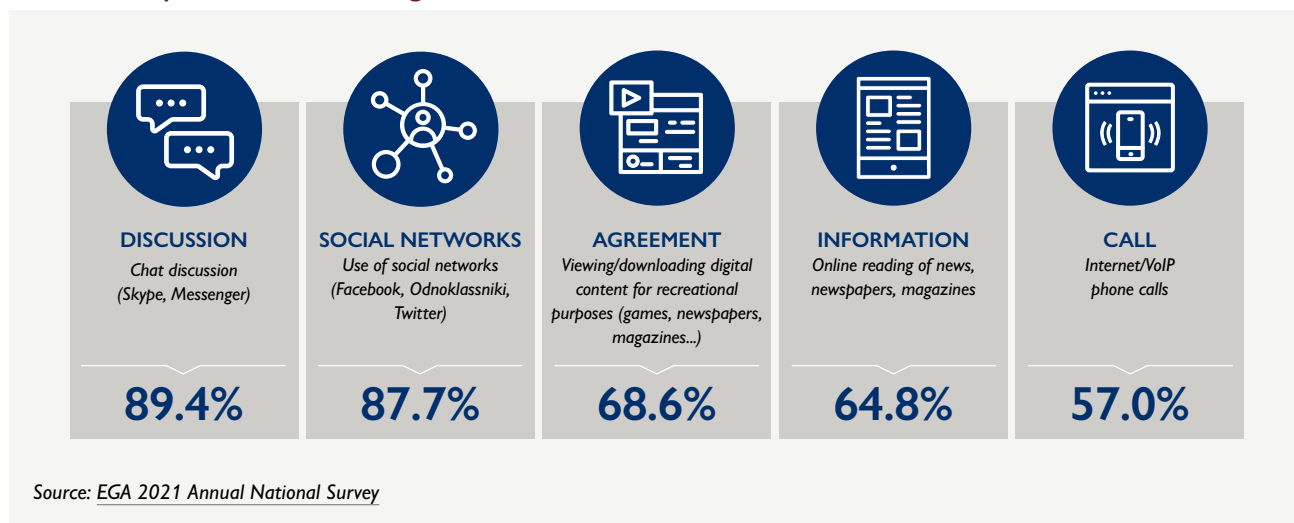 DISCUSSION
Chat discussion
(Skype, Messenger)
89.4%
SOCIAL NETWORKS
Use of social networks
(Facebook, Odnoklassniki,
Twitter)
87.7%
AGREEMENT
Viewing/downloading digital
content for recreational
purposes (games, newspapers,
magazines...)
68.6%
INFORMATION
Online reading of news,
newspapers, magazines
64.8%
CALL
Internet/VoIP
phone calls
57.0%
Source: EGA 2021 Annual National Survey